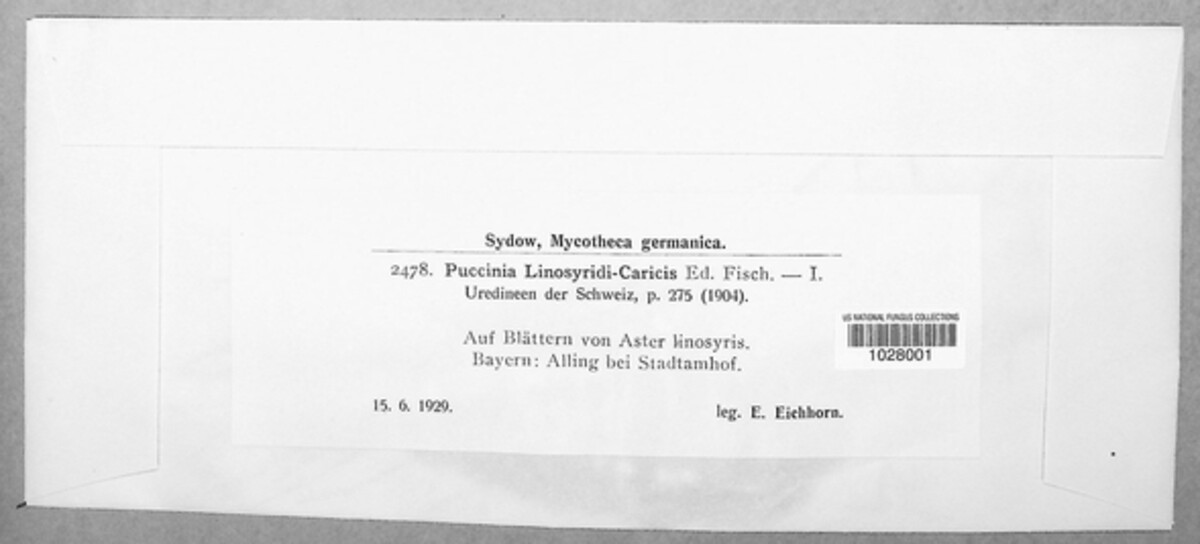 Sydow, Mycotheca germanica.
2478. Puccinia Linosyridi-Caricis Ed. Fisch. — I.
Uredineen der Schweiz, p. 275 (1904).
Auf Blättern von Aster linosyris.
Bayern: Alling bei Stadtamhof.
15. 6. 1929. leg. E. Eichhorn.
US NATIONAL FUNGUS COLLECTIONS
1028001